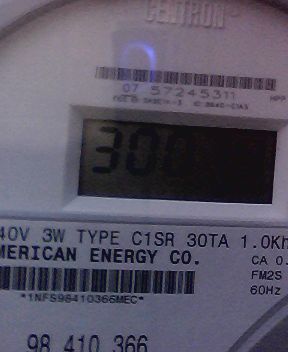 CENTRON
07 57245311
HPP
300
40V 3W TYPE C1SR 30TA 1.0Kh
MERICAN ENERGY CO.
CA 0.
FM2S
*1NFS98410366MEC*
60Hz
98 410 366